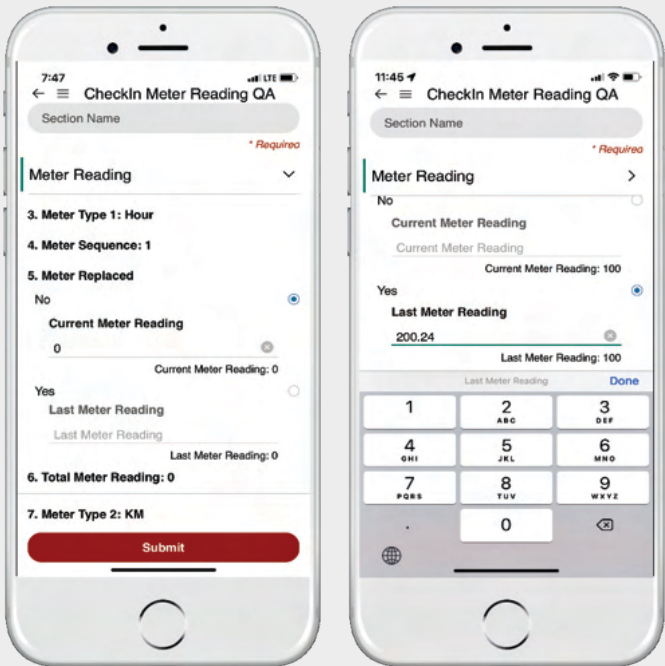 7:47
LTE
CheckIn Meter Reading QA
Section Name
* Required
Meter Reading
3. Meter Type 1: Hour
4. Meter Sequence: 1
5. Meter Replaced
No
Current Meter Reading
0
Current Meter Reading: 0
Yes
Last Meter Reading
Last Meter Reading
Last Meter Reading: 0
6. Total Meter Reading: 0
7. Meter Type 2: KM
Submit
11:45
CheckIn Meter Reading QA
Section Name
* Required
Meter Reading
No
Current Meter Reading
Current Meter Reading
Current Meter Reading: 100
Yes
Last Meter Reading
200.24
Last Meter Reading: 100
Last Meter Reading Done
1 2 3
ABC DEF
4 5 6
GHI JKL MNO
7 8 9
PQRS TUV WXYZ
. 0